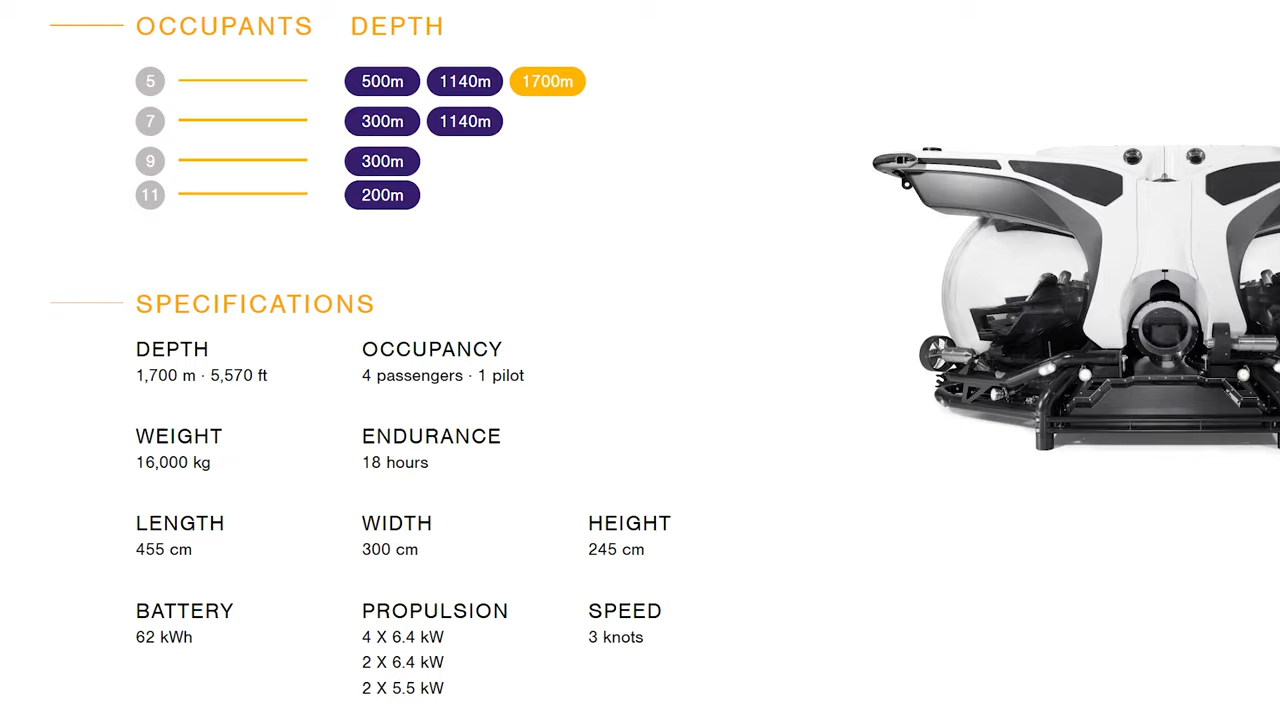 OCCUPANTS DEPTH
5 500m 1140m 1700m
7 300m 1140m
9 300m
11 200m
SPECIFICATIONS
DEPTH OCCUPANCY
1,700 m · 5,570 ft 4 passengers · 1 pilot
WEIGHT ENDURANCE
16,000 kg 18 hours
LENGTH WIDTH HEIGHT
455 cm 300 cm 245 cm
BATTERY PROPULSION SPEED
62 kWh 4 X 6.4 kW 3 knots
2 X 6.4 kW
2 X 5.5 kW